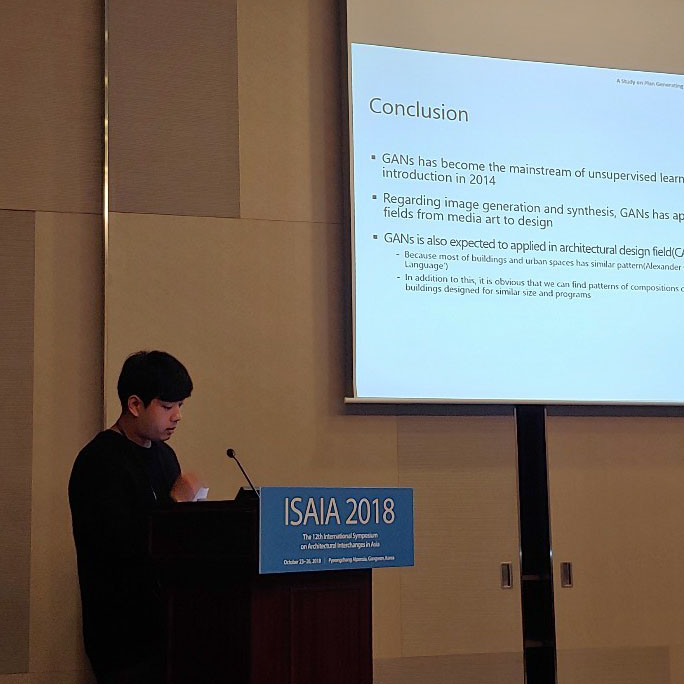 A Study on Plan Generating
Conclusion
▪ GANs has become the mainstream of unsupervised learn
introduction in 2014
▪ Regarding image generation and synthesis, GANs has ap
fields from media art to design
▪ GANs is also expected to applied in architectural design field(CA
- Because most of buildings and urban spaces has similar pattern(Alexander
Language')
- In addition to this, it is obvious that we can find patterns of compositions
buildings designed for similar size and programs
ISAIA 2018
The 12th International Symposium
on Architectural Interchanges in Asia
October 23-26, 2018 | Pyeongchang Alpensia, Gangwon, Korea